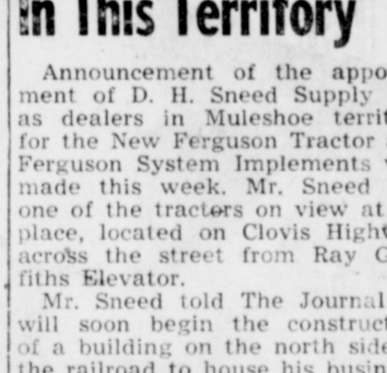 In This Territory
Announcement of the appo
ment of D. H. Sneed Supply
as dealers in Muleshoe territ
for the New Ferguson Tractor
Ferguson System Implements
made this week. Mr. Sneed
one of the tractors on view at
place, located on Clovis High
across the street from Ray G
fiths Elevator.
Mr. Sneed told The Journal
will soon begin the construct
of a building on the north side
the railroad to house his busin